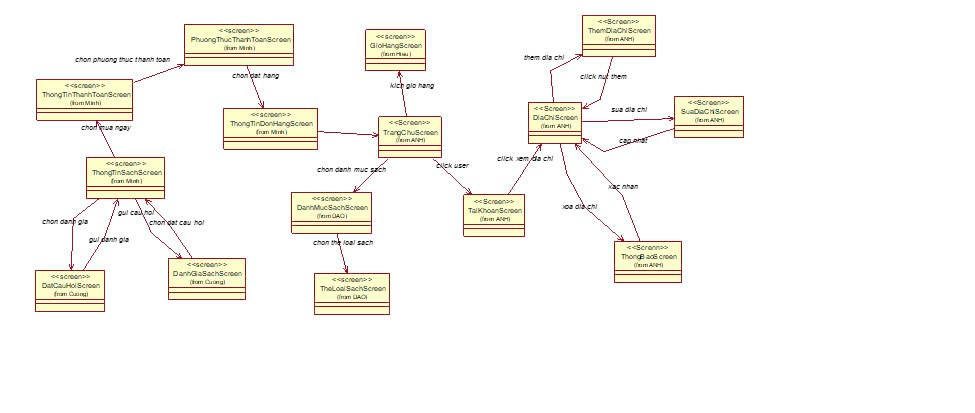 <<screen>>
PhuongThucThanhToanScreen
(from Minh)
chon phuong thuc thanh toan
<<screen>>
ThongTinThanhToanScreen
(from Minh)
chon dat hang
<<screen>>
ThongTinDonHangScreen
(from Minh)
chon mua ngay
<<screen>>
ThongTinSachScreen
(from Minh)
chon danh gia
gui cau hoi
chon dat cau hoi
gui danh gia
<<screen>>
DatCauHoiScreen
(from Cuong)
<<screen>>
DanhGiaSachScreen
(from Cuong)
<<screen>>
GioHangScreen
(from Hieu)
kich gio hang
<<Screen>>
TrangChuScreen
(from ANH)
chon danh muc sach
click user
<<screen>>
DanhMucSachScreen
(from DAO)
chon the loai sach
<<screen>>
TheLoaiSachScreen
(from DAO)
<<Screen>>
TaiKhoanScreen
(from ANH)
click xem dia chi
<<Screen>>
ThemDiaChiScreen
(from ANH)
them dia chi
click nut them
<<Screen>>
DiaChiScreen
(from ANH)
sua dia chi
<<Screen>>
SuaDiaChiScreen
(from ANH)
cap nhat
xac nhan
xoa dia chi
<<Screnn>>
ThongBaoScreen
(from ANH)